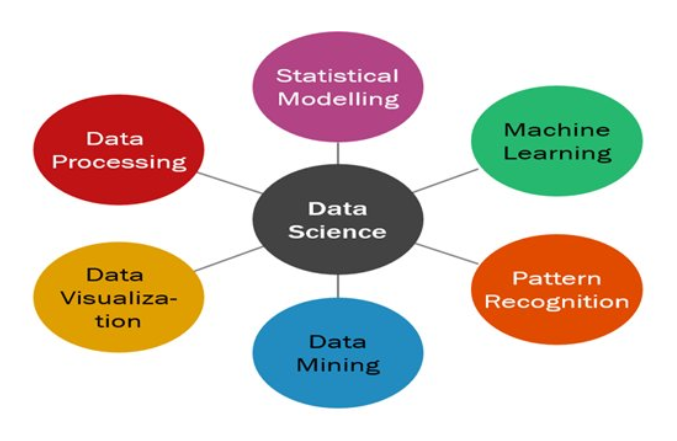 Statistical
Modelling
Data
Processing
Machine
Learning
Data
Science
Data
Visualiza-
tion
Pattern
Recognition
Data
Mining